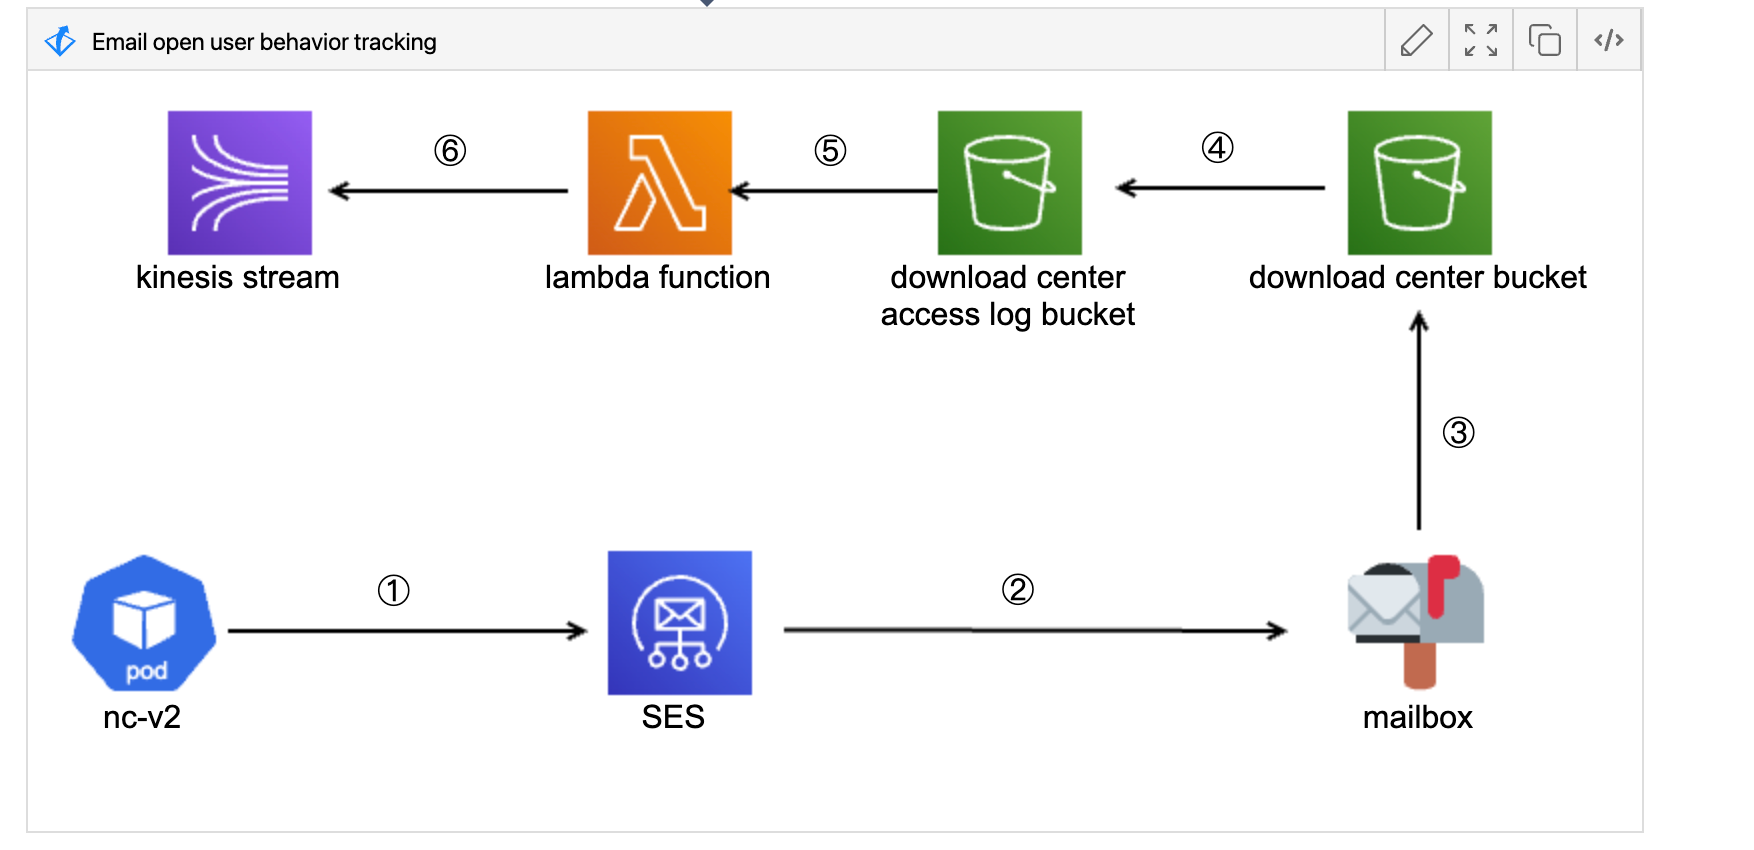 Email open user behavior tracking
</>
⑥
⑤
④
kinesis stream
lambda function
download center
access log bucket
download center bucket
③
①
②
pod
nc-v2
SES
mailbox